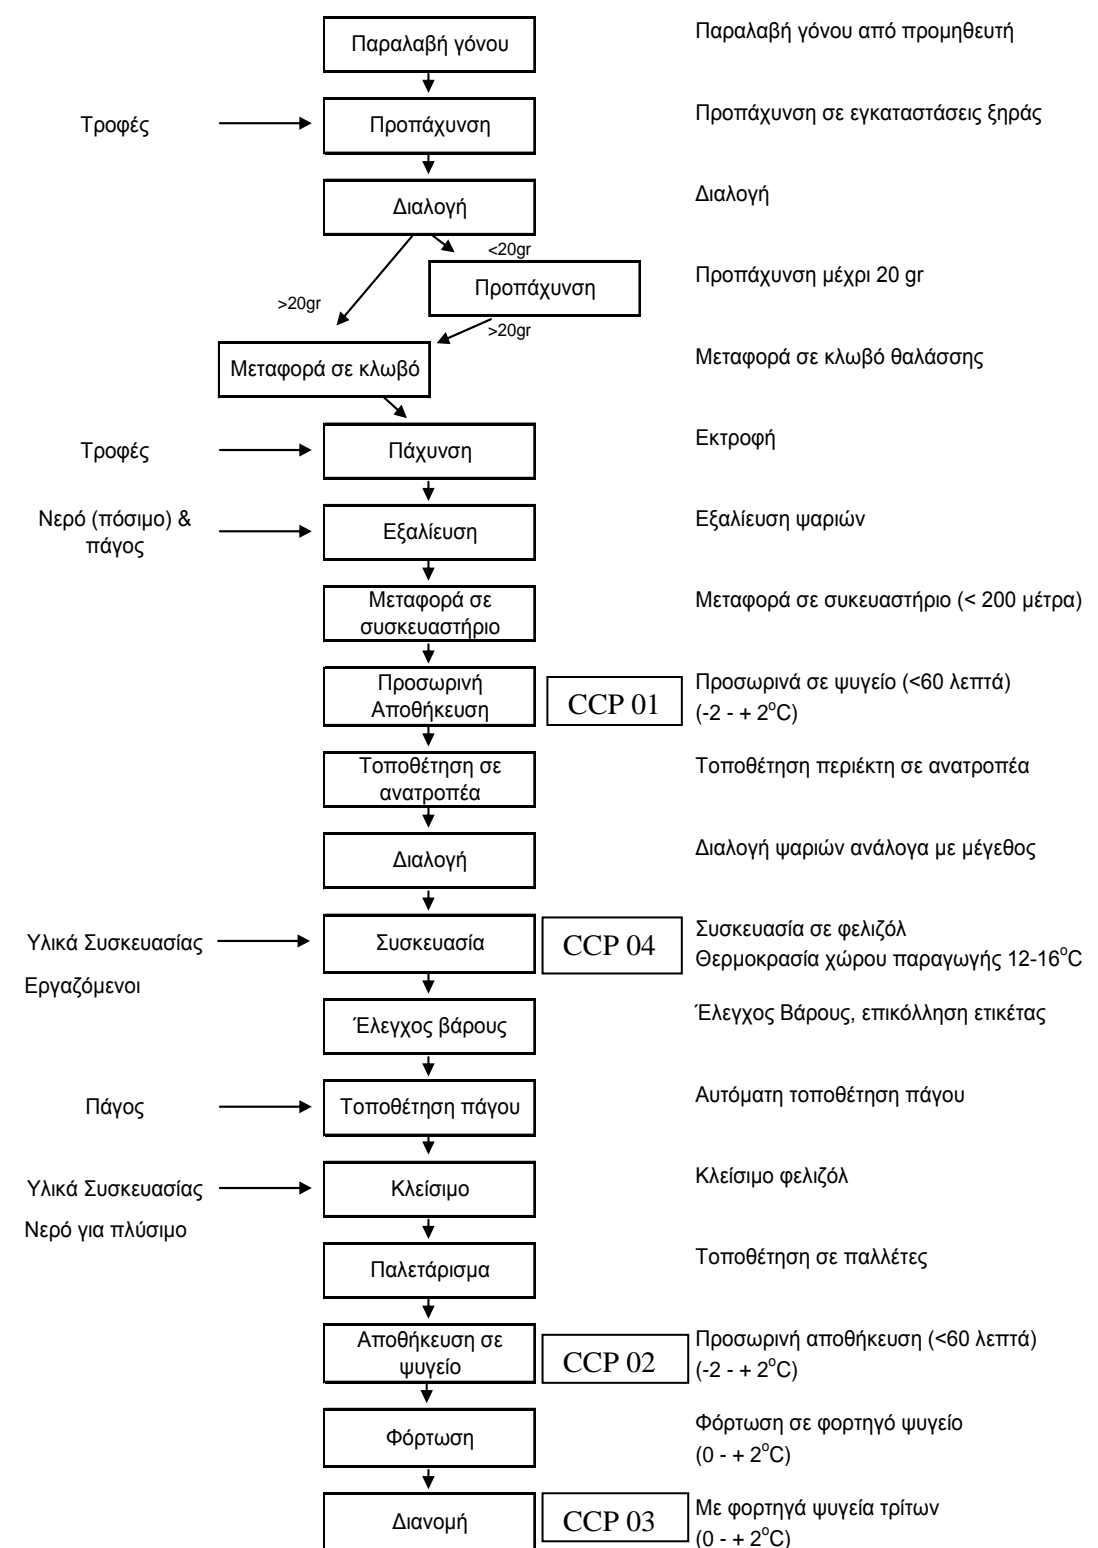 Παραλαβή γόνου
Παραλαβή γόνου από προμηθευτή
Τροφές
Προπάχυνση
Προπάχυνση σε εγκαταστάσεις ξηράς
Διαλογή
Διαλογή
<20gr
>20gr
Προπάχυνση
Προπάχυνση μέχρι 20 gr
>20gr
Μεταφορά σε κλωβό
Μεταφορά σε κλωβό θαλάσσης
Τροφές
Πάχυνση
Εκτροφή
Νερό (πόσιμο) &
πάγος
Εξαλίευση
Εξαλίευση ψαριών
Μεταφορά σε
συσκευαστήριο
Μεταφορά σε συκευαστήριο (< 200 μέτρα)
Προσωρινή
Αποθήκευση
CCP 01
Προσωρινά σε ψυγείο (<60 λεπτά)
(-2 - + 2°C)
Τοποθέτηση σε
ανατροπέα
Τοποθέτηση περιέκτη σε ανατροπέα
Διαλογή
Διαλογή ψαριών ανάλογα με μέγεθος
Υλικά Συσκευασίας
Εργαζόμενοι
Συσκευασία
CCP 04
Συσκευασία σε φελιζόλ
Θερμοκρασία χώρου παραγωγής 12-16°C
Έλεγχος βάρους
Έλεγχος Βάρους, επικόλληση ετικέτας
Πάγος
Τοποθέτηση πάγου
Αυτόματη τοποθέτηση πάγου
Υλικά Συσκευασίας
Νερό για πλύσιμο
Κλείσιμο
Κλείσιμο φελιζόλ
Παλετάρισμα
Τοποθέτηση σε παλλέτες
Αποθήκευση σε
ψυγείο
CCP 02
Προσωρινή αποθήκευση (<60 λεπτά)
(-2 - + 2°C)
Φόρτωση
Φόρτωση σε φορτηγό ψυγείο
(0 - + 2°C)
Διανομή
CCP 03
Με φορτηγά ψυγεία τρίτων
(0 - + 2°C)